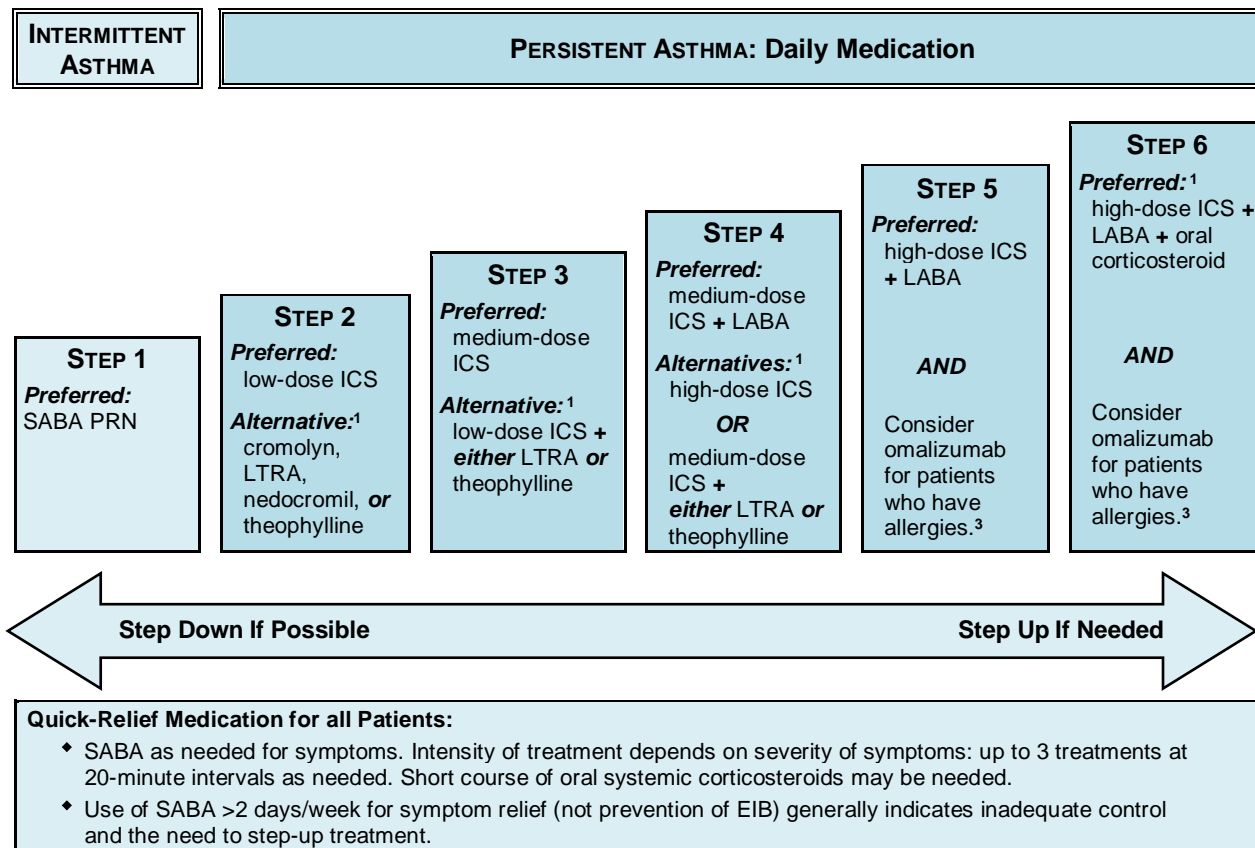 INTERMITTENT
ASTHMA
PERSISTENT ASTHMA: Daily Medication
STEP 1
Preferred:
SABA PRN
STEP 2
Preferred:
low-dose ICS
Alternative:1
cromolyn,
LTRA,
nedocromil, or
theophylline
STEP 3
Preferred:
medium-dose
ICS
Alternative: 1
low-dose ICS +
either LTRA or
theophylline
STEP 4
Preferred:
medium-dose
ICS + LABA
Alternatives: 1
high-dose ICS
OR
medium-dose
ICS +
either LTRA or
theophylline
STEP 5
Preferred:
high-dose ICS
+ LABA
AND
Consider
omalizumab
for patients
who have
allergies.3
STEP 6
Preferred: 1
high-dose ICS +
LABA + oral
corticosteroid
AND
Consider
omalizumab
for patients
who have
allergies.3
Step Down If Possible
Step Up If Needed
Quick-Relief Medication for all Patients:
◆ SABA as needed for symptoms. Intensity of treatment depends on severity of symptoms: up to 3 treatments at
20-minute intervals as needed. Short course of oral systemic corticosteroids may be needed.
◆ Use of SABA >2 days/week for symptom relief (not prevention of EIB) generally indicates inadequate control
and the need to step-up treatment.